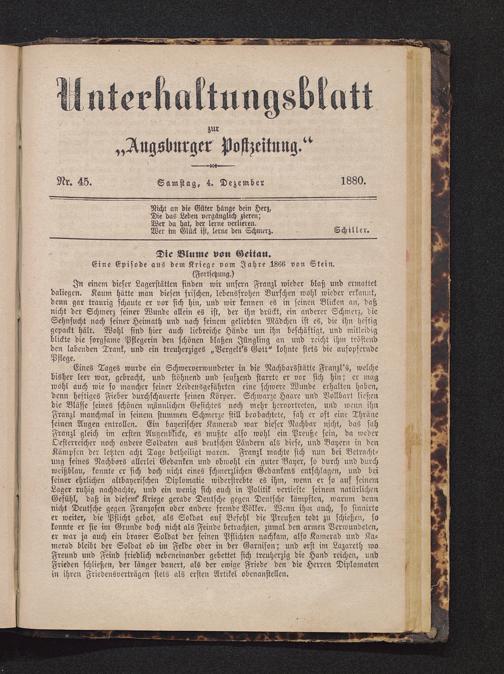 Unterhaltungsblatt
zur
„Augsburger Postzeitung.“
Nr. 45.
Samstag, 4. Dezember
1880.
Nicht an die Güter hänge dein Herz,
Die das Leben vergänglich zieren;
Wer da hat, der lerne verlieren.
Wer im Glück ist, lerne den Schmerz.
Schiller.
Die Blume von Geitau.
Eine Episode aus dem Kriege vom Jahre 1866 von Stein.
(Fortsetzung.)
In einem dieser Lagerstätten finden wir unsern Franzl wieder blaß und ermattet
daliegen. Kaum hätte man diesen frischen, lebensfrohen Burschen wohl wieder erkannt,
denn gar traurig schaute er vor sich hin, und wir kennen es in seinen Blicken an, daß
nicht der Schmerz seiner Wunde allein es ist, der ihn drückt, ein anderer Schmerz, die
Sehnsucht nach seiner Heimath und nach seinem geliebten Mädchen ist es, die ihn heftig
gepackt hält. Wohl sind hier auch liebreiche Hände um ihn beschäftigt, und mitleidig
blickte die sorgsame Pflegerin den schönen blaßen Jüngling an und reicht ihm tröstend
den labenden Trank, und ein treuherziges „Vergelt's Gott“ lohnte stets die aufopfernde
Pflege.
Eines Tages wurde ein Schwerverwundeter in die Nachbarstätte Franzl's, welche
bisher leer war, gebracht, und stöhnend und seufzend starrte er vor sich hin; er mag
wohl auch wie so mancher seiner Leidensgefährten eine schwere Wunde erhalten haben,
denn heftiges Fieber durchschauerte seinen Körper. Schwarze Haare und Vollbart ließen
die Bläße seines schönen männlichen Gesichtes noch mehr hervortreten, und wenn ihn
Franzl manchmal in seinem stummen Schmerze still beobachtete, sah er oft eine Thräne
seinen Augen entrollen. Ein bayerischer Kamerad war dieser Nachbar nicht, das sah
Franzl gleich im ersten Augenblicke, es mußte also wohl ein Preuße sein, da weder
Oesterreicher noch andere Soldaten aus deutschen Ländern als diese, und Bayern in den
Kämpfen der letzten acht Tage betheiligt waren. Franzl machte sich nun bei Betracht-
ung seines Nachbars allerlei Gedanken und obwohl ein guter Bayer, so durch und durch
weißblau, konnte er sich doch nicht eines schmerzlichen Gedankens entschlagen, und bei
seiner ehrlichen altbayerischen Diplomatie widerstrebte es ihm, wenn er so auf seinem
Lager ruhig nachdachte, und ein wenig sich auch in Politik vertiefte seinem natürlichen
Gefühl, daß in diesem Kriege gerade Deutsche gegen Deutsche kämpften, warum denn
nicht Deutsche gegen Franzosen oder andere fremde Völker. Wenn ihm auch, so sinnirte
er weiter, die Pflicht gebot, als Soldat auf Befehl die Preußen todt zu schießen, so
konnte er sie im Grunde doch nicht als Feinde betrachten, zumal den armen Verwundeten,
er war ja auch ein braver Soldat der seinen Pflichten nachkam, also Kamerad und Ka-
merad bleibt der Soldat ob im Felde oder in der Garnison; und erst im Lazareth wo
Freund und Feind friedlich nebeneinander gebettet sich treuherzig die Hand reichen, und
Frieden schließen, der länger dauert, als der ewige Friede den die Herren Diplomaten
in ihren Friedensverträgen stets als ersten Artikel obenanstellen.